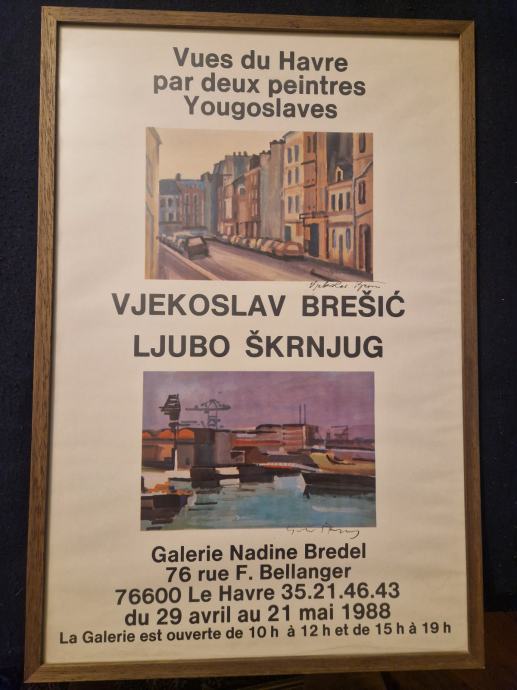 Vues du Havre
par deux peintres
Yougoslaves
VJEKOSLAV BREŠIĆ
LJUBO ŠKRNJUG
Galerie Nadine Bredel
76 rue F. Bellanger
76600 Le Havre 35.21.46.43
du 29 avril au 21 mai 1988
La Galerie est ouverte de 10 h à 12 h et de 15 h à 19 h